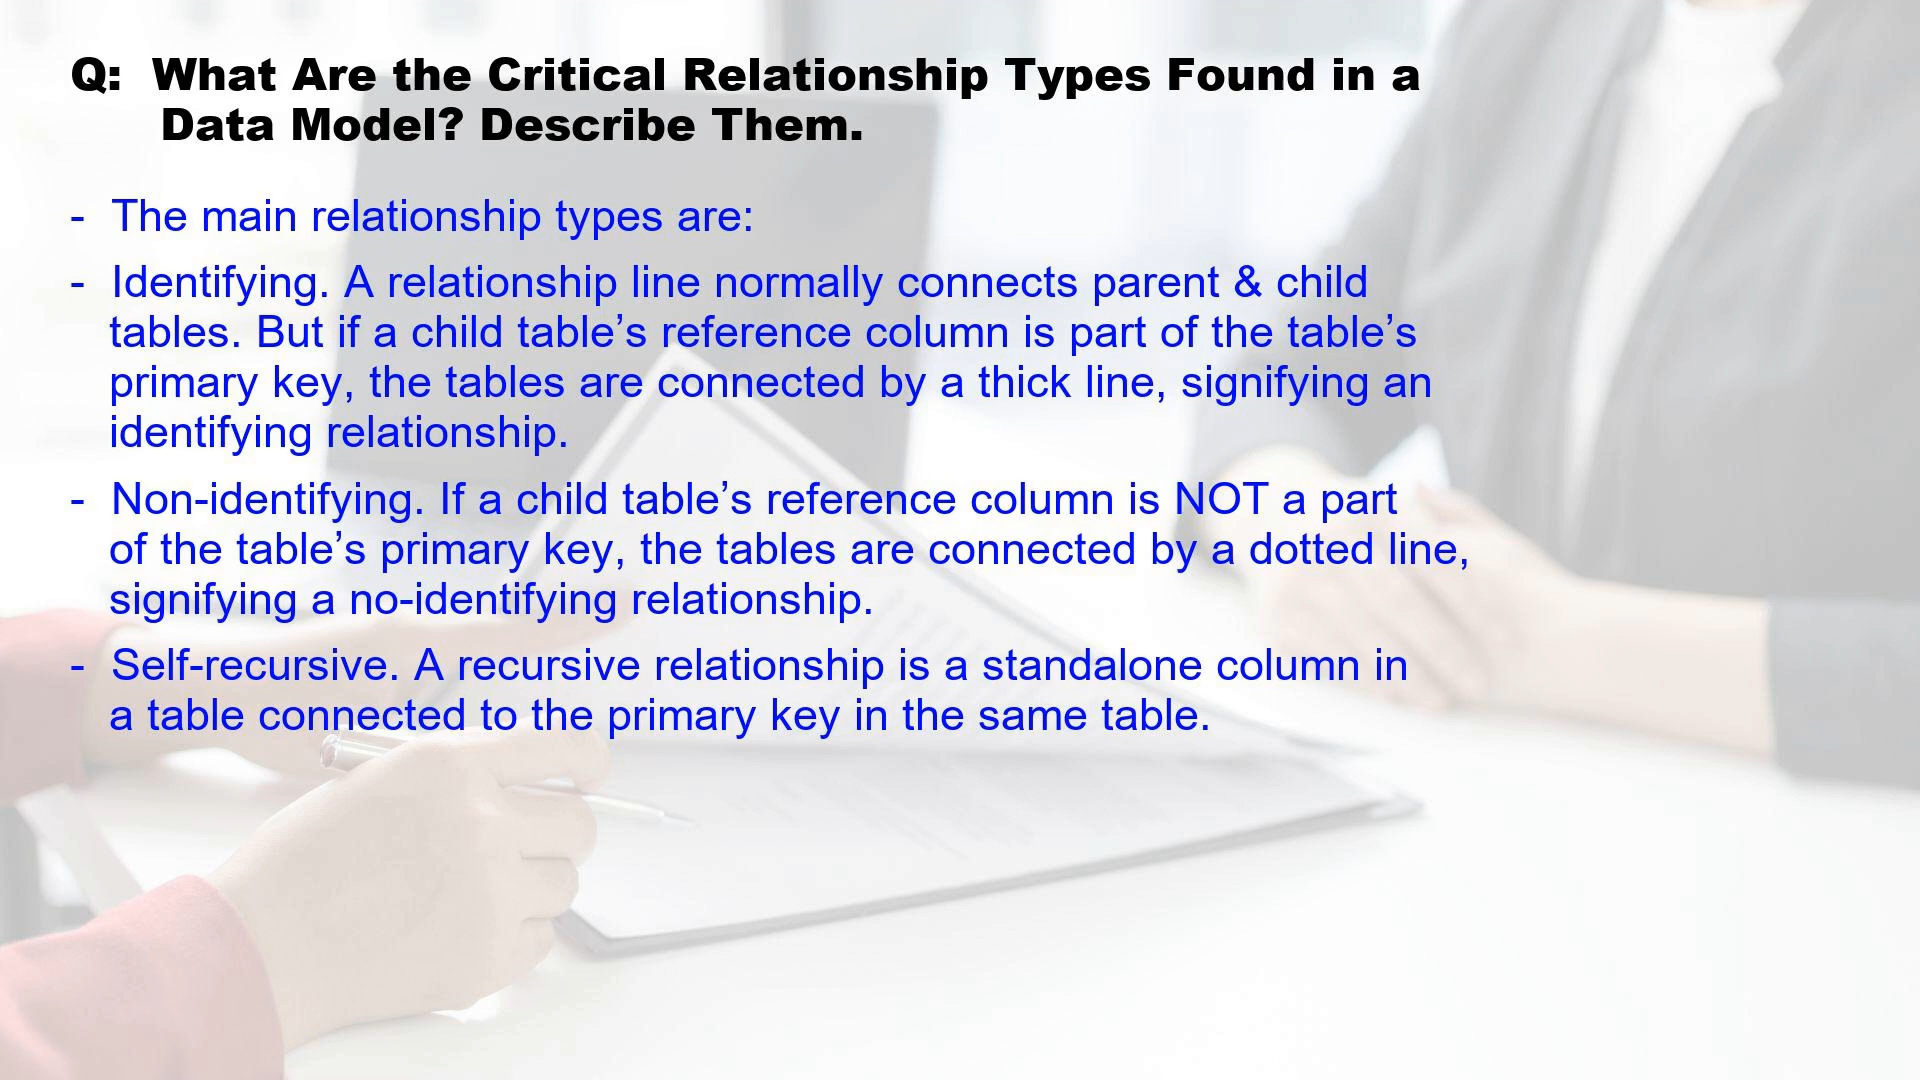 Q: What Are the Critical Relationship Types Found in a
Data Model? Describe Them.
- The main relationship types are:
- Identifying. A relationship line normally connects parent & child
tables. But if a child table’s reference column is part of the table’s
primary key, the tables are connected by a thick line, signifying an
identifying relationship.
- Non-identifying. If a child table’s reference column is NOT a part
of the table’s primary key, the tables are connected by a dotted line,
signifying a no-identifying relationship.
- Self-recursive. A recursive relationship is a standalone column in
a table connected to the primary key in the same table.